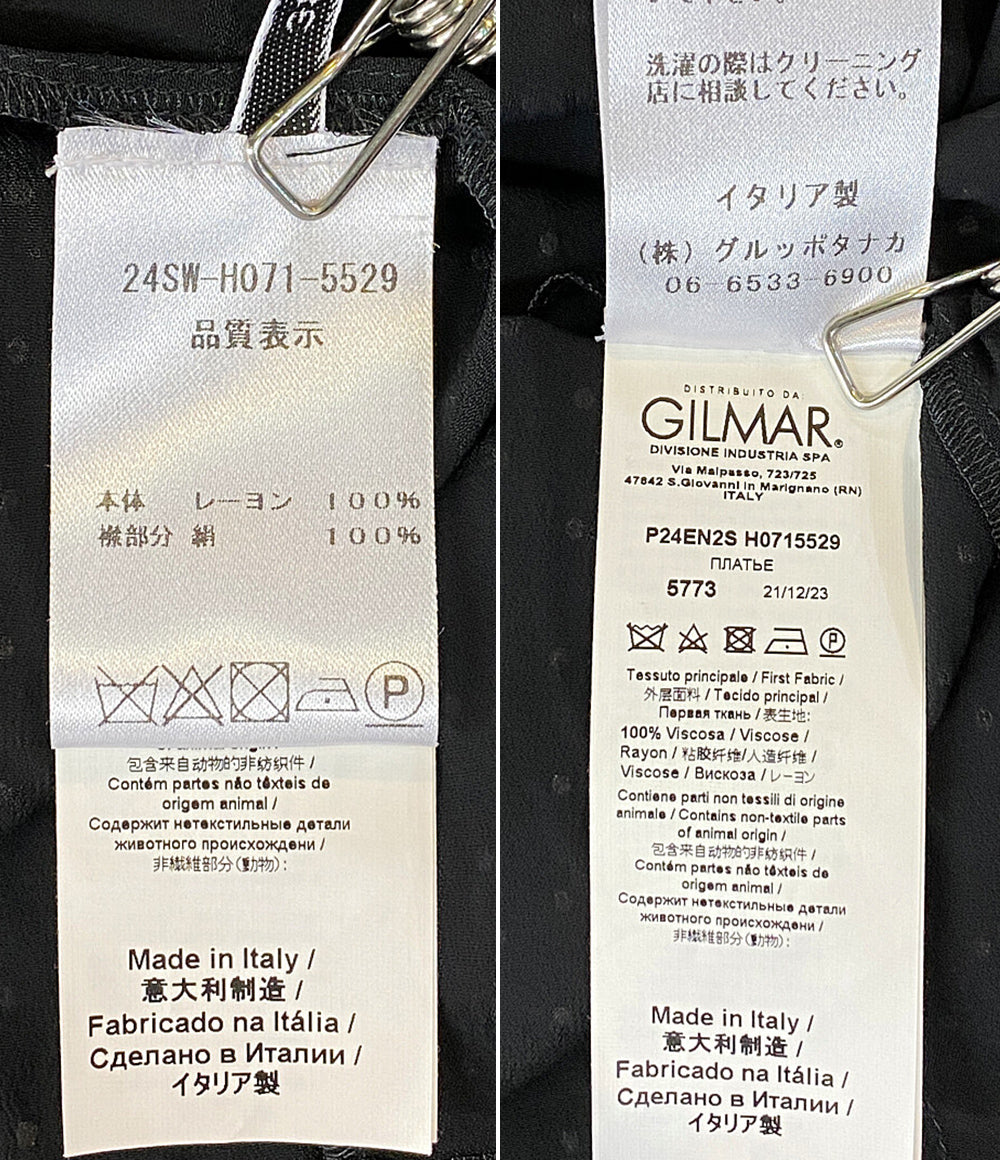 3
24SW-H071-5529
品質表示
本体 レーヨン 100%
襟部分 絹 100%
P
包含来自动物的非纺织件 /
Contém partes não têxteis de
origem animal /
Содержит нетекстильные детали
животного происхождени /
非繊維部分(動物):
Made in Italy /
意大利制造 /
Fabricado na Itália /
Сделано в Италии /
イタリア製
洗濯の際はクリーニング
店に相談してください。
イタリア製
(株) グルッポタナカ
06-6533-6900
DISTRIBUITO DA:
GILMAR®
DIVISIONE INDUSTRIA SPA
Via Malpasso, 723/725
47842 S.Giovanni in Marignano (RN)
ITALY
P24EN2S H0715529
ПЛАТЬЕ
5773 21/12/23
P
Tessuto principale / First Fabric /
外层面料 / Tecido principal /
Первая ткань / 表生地:
100% Viscosa / Viscose /
Rayon / 粘胶纤维/人造纤维 /
Viscose / Вискоза / レーヨン
Contiene parti non tessili di origine
animale / Contains non-textile parts
of animal origin /
包含来自动物的非纺织件 /
Contém partes não têxteis de
origem animal /
Содержит нетекстильные детали
животного происхождени /
非繊維部分(動物):
Made in Italy /
意大利制造 /
Fabricado na Itália /
Сделано в Италии /
イタリア製